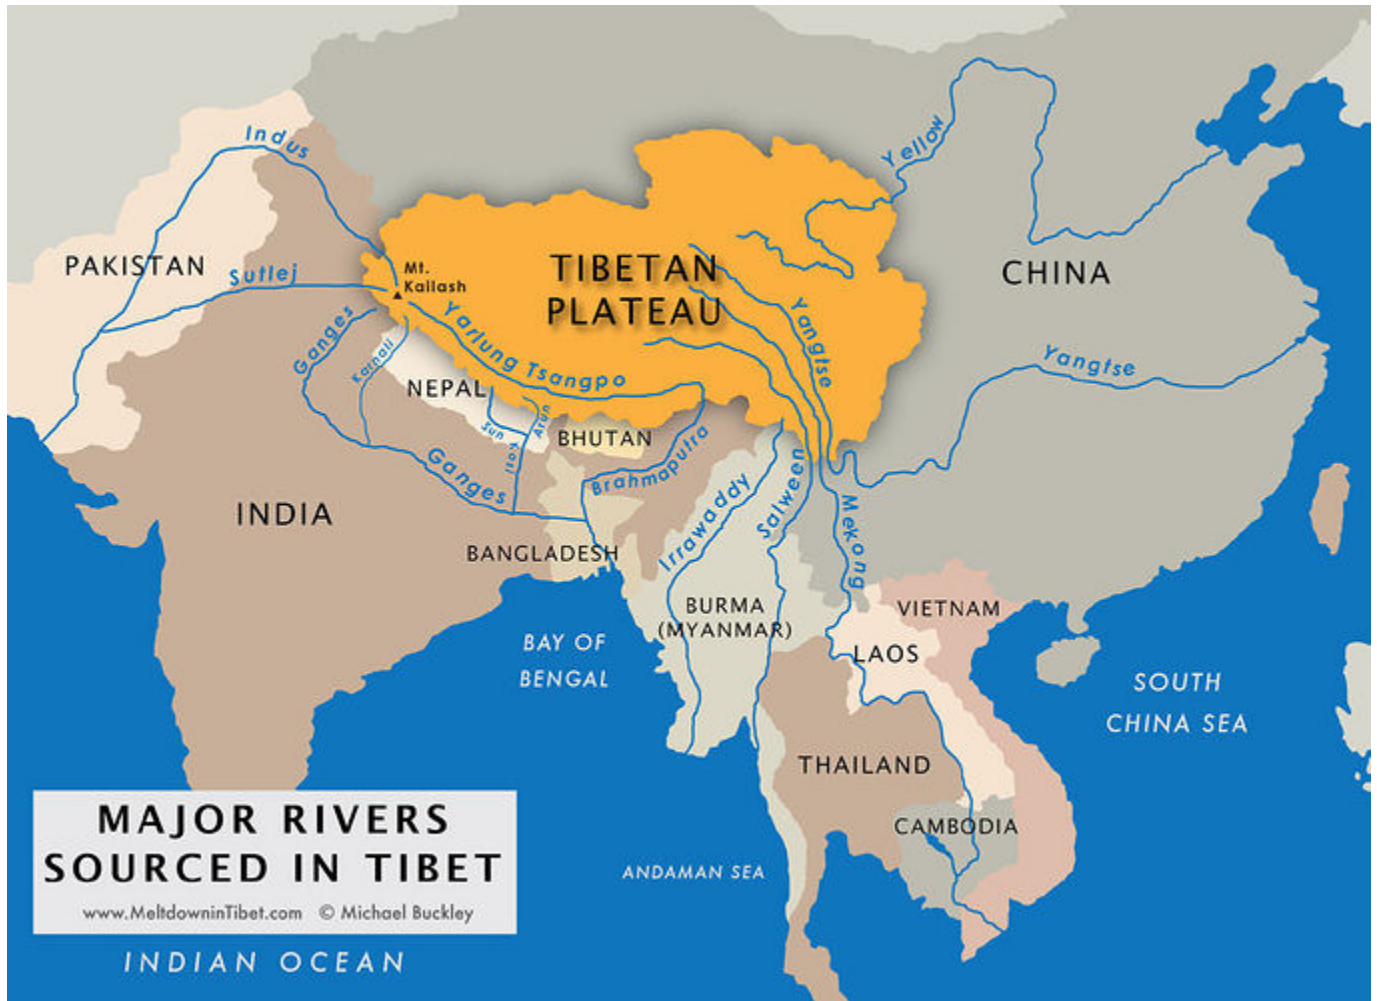 Indus
Yellow
PAKISTAN
Sutlej
Mt.
Kailash
TIBETAN
PLATEAU
CHINA
Ganges
Karnali
Yarlung Tsangpo
Yangtse
Yangtse
NEPAL
Sun
Arun
Kosi
BHUTAN
Ganges
Brahmaputra
INDIA
Irrawaddy
Salween
Mekong
BANGLADESH
BURMA
(MYANMAR)
VIETNAM
LAOS
BAY OF
BENGAL
SOUTH
CHINA SEA
THAILAND
CAMBODIA
ANDAMAN SEA
MAJOR RIVERS
SOURCED IN TIBET
www.MeltdowninTibet.com © Michael Buckley
INDIAN OCEAN